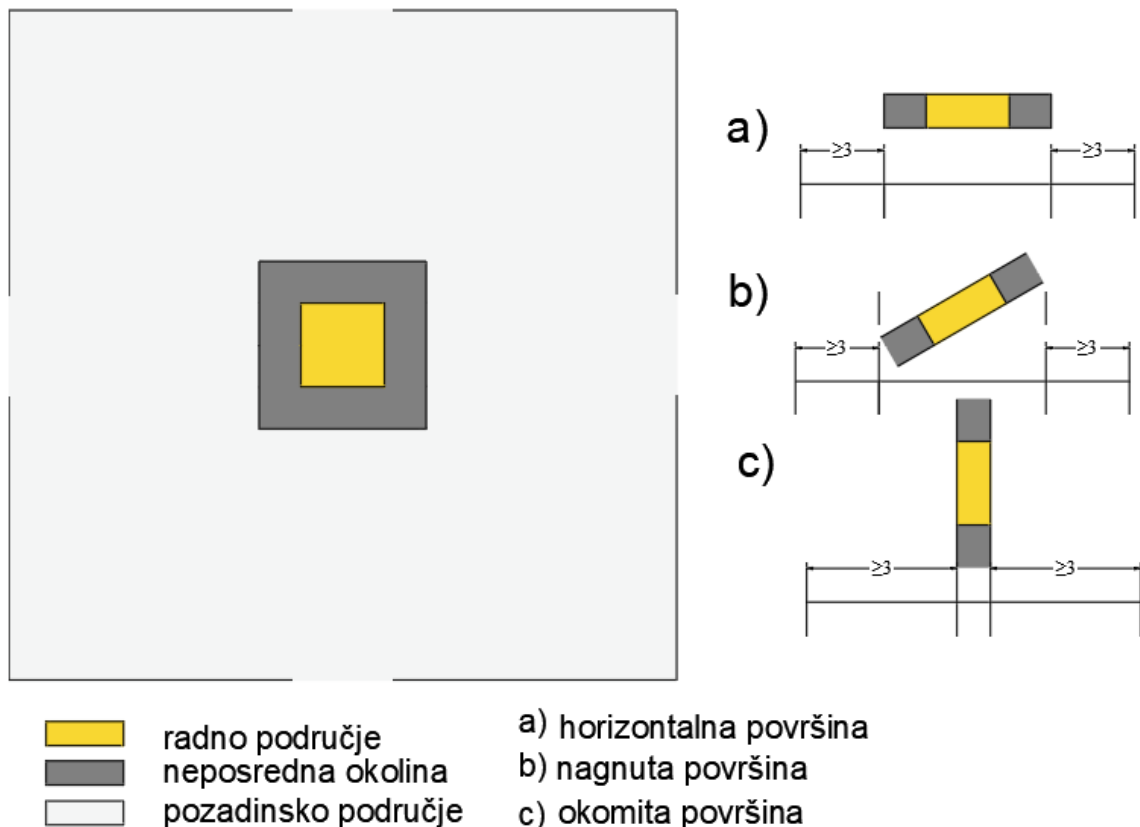 a)
≥3 ≥3
b)
≥3 ≥3
c)
≥3 ≥3
radno područje
neposredna okolina
pozadinsko područje
a) horizontalna površina
b) nagnuta površina
c) okomita površina